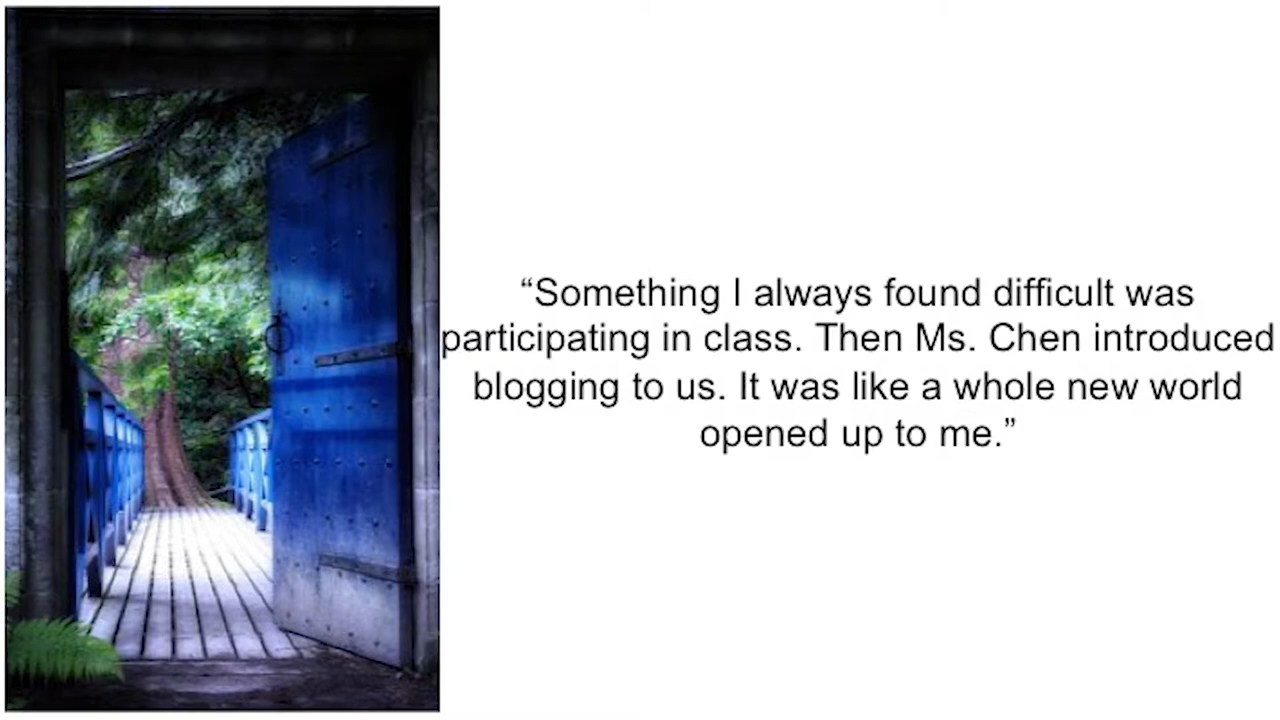 “Something I always found difficult was
participating in class. Then Ms. Chen introduced
blogging to us. It was like a whole new world
opened up to me.”